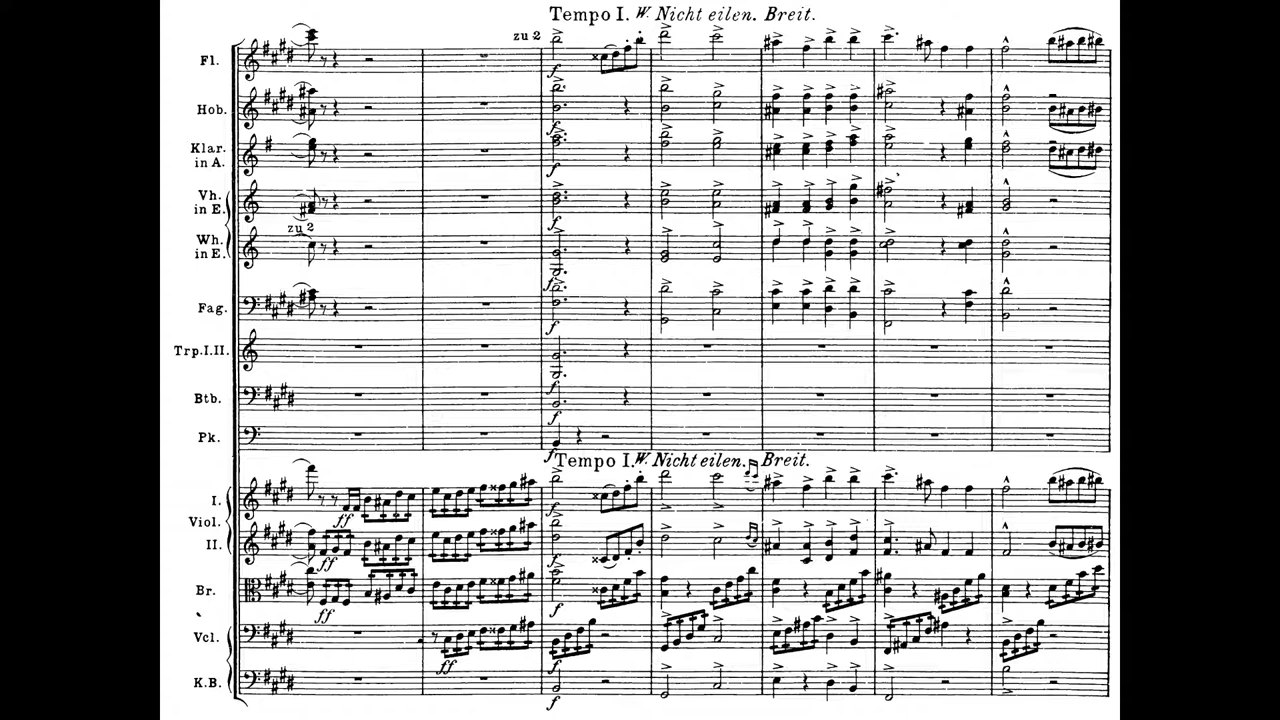 Tempo I. W. Nicht eilen. Breit.
zu 2
Fl.
f
Hob.
f
Klar.
in A.
f
Vh.
in E.
f
zu 2
Wh.
in E.
f
Fag.
f
Trp. I. II.
f
Btb.
f
Pk.
f
Tempo I. W. Nicht eilen. Breit.
I.
ff
f
Viol.
II.
ff
f
Br.
ff
f
Vcl.
ff
f
K.B.
f